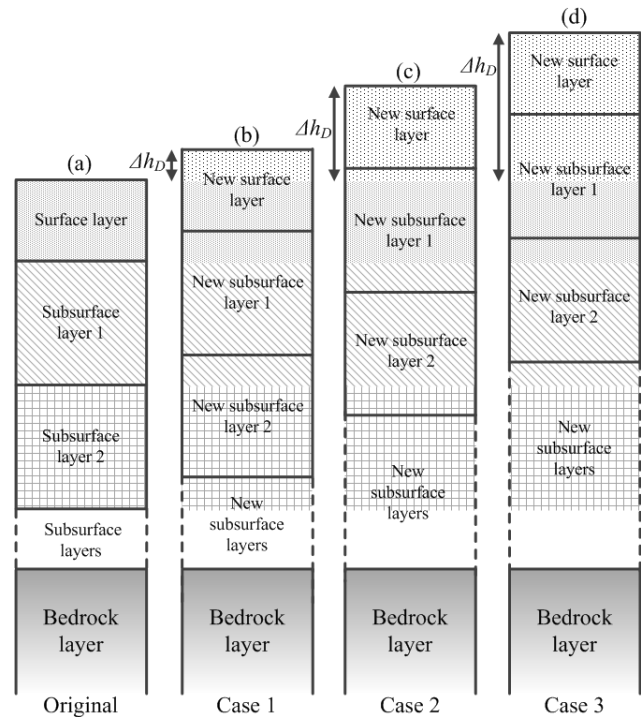 (a)
Surface layer
Subsurface
layer 1
Subsurface
layer 2
Subsurface
layers
Bedrock
layer
Original
(b)
Δh_D
New surface
layer
New subsurface
layer 1
New subsurface
layer 2
New
subsurface
layers
Bedrock
layer
Case 1
(c)
Δh_D
New surface
layer
New subsurface
layer 1
New subsurface
layer 2
New
subsurface
layers
Bedrock
layer
Case 2
(d)
Δh_D
New surface
layer
New subsurface
layer 1
New subsurface
layer 2
New
subsurface
layers
Bedrock
layer
Case 3